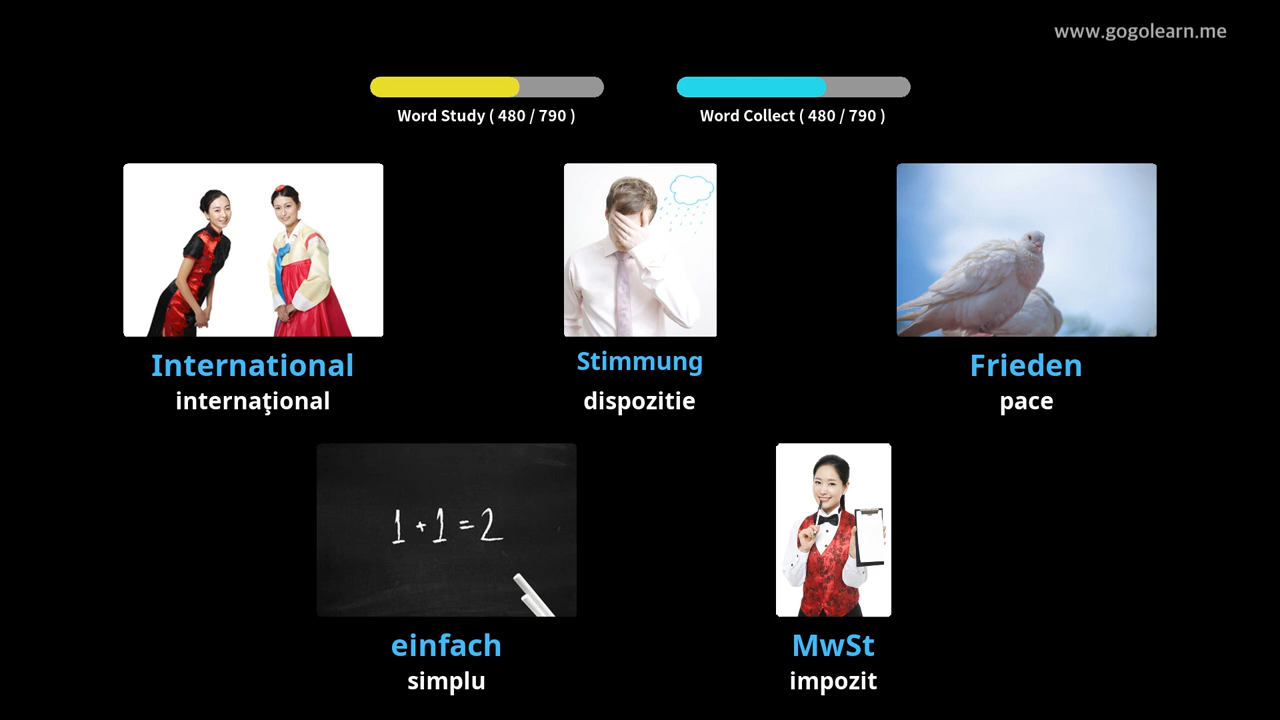 www.gogolearn.me
Word Study ( 480 / 790 )
Word Collect ( 480 / 790 )
International
internaţional
Stimmung
dispozitie
Frieden
pace
1 + 1 = 2
einfach
simplu
MwSt
impozit